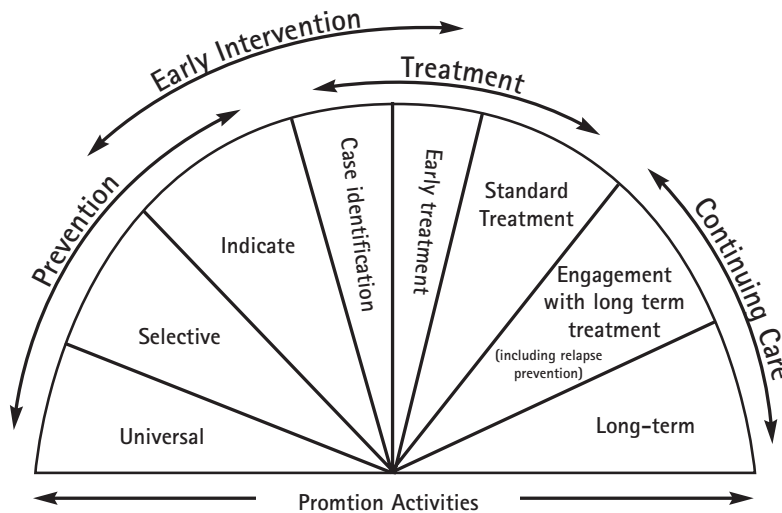 Early Intervention
Treatment
Prevention
Continuing Care
Universal
Selective
Indicate
Case identification
Early treatment
Standard
Treatment
Engagement
with long term
treatment
(including relapse
prevention)
Long-term
Promtion Activities